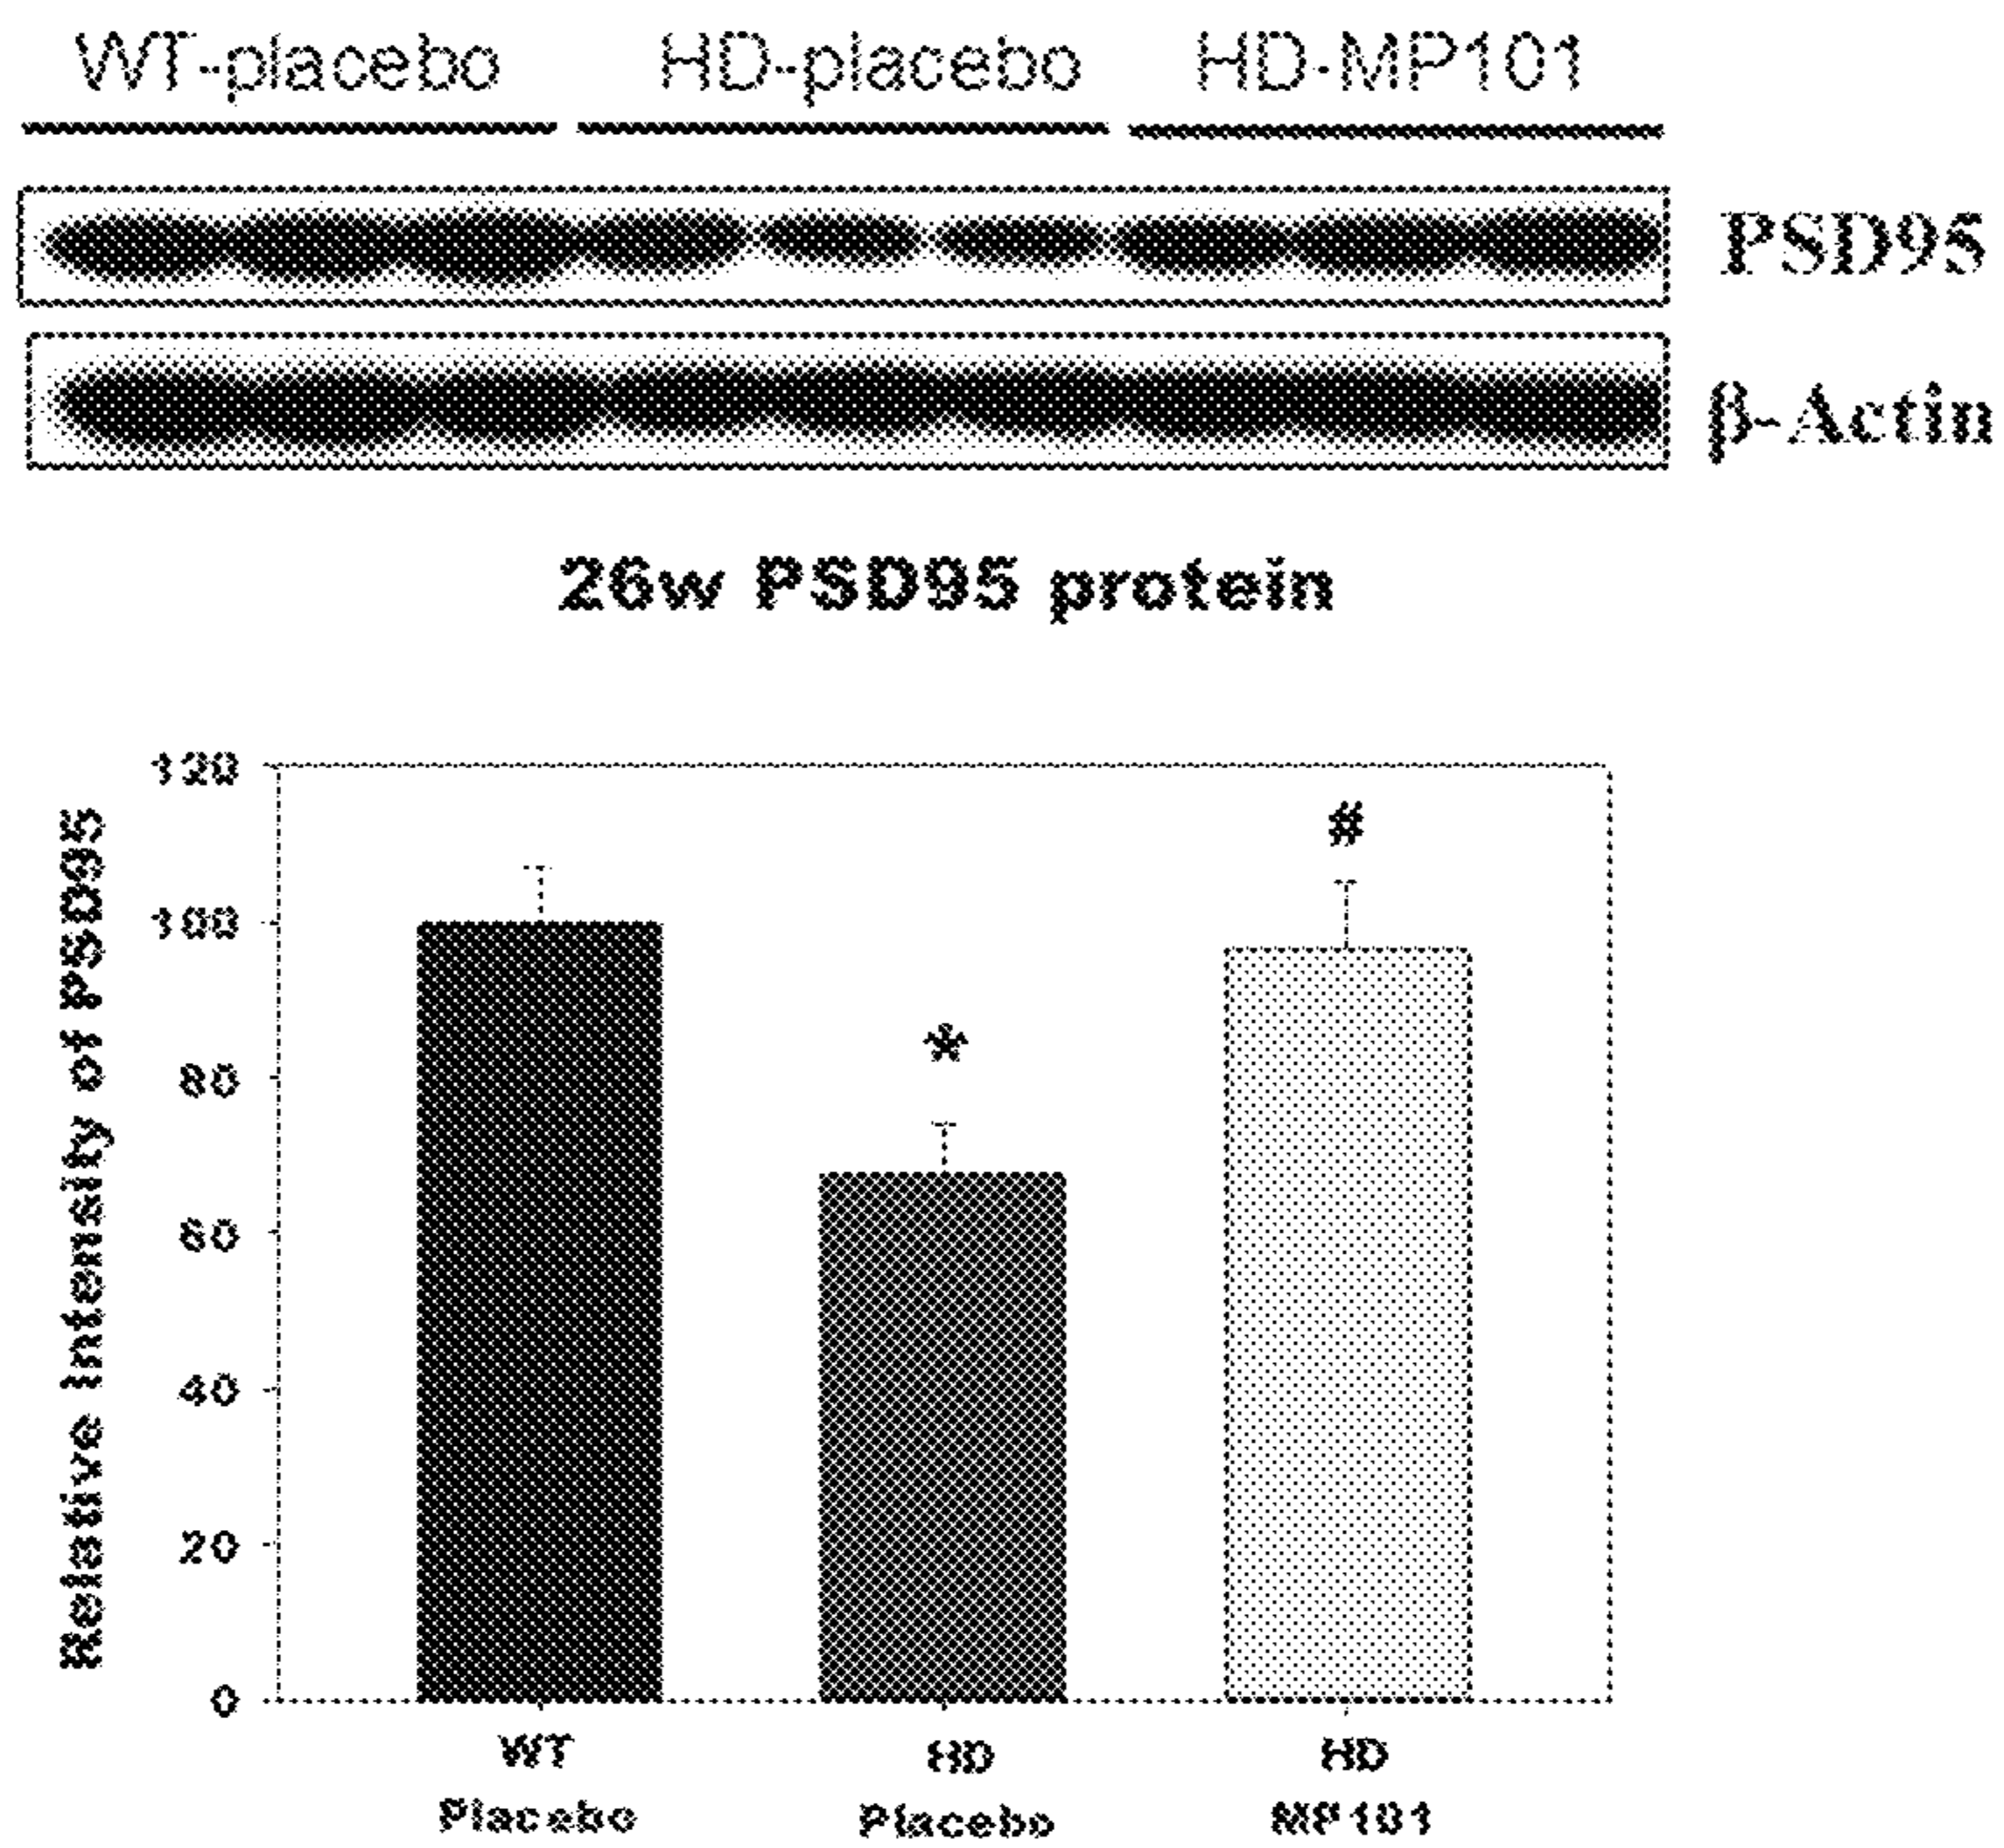 WT-placebo HD-placebo HD-MP101
PSD95
β-Actin
26w PSD95 protein
Relative Intensity of PSD95
120
100
80
60
40
20
0
#
*
WT Placebo
HD Placebo
HD MP101